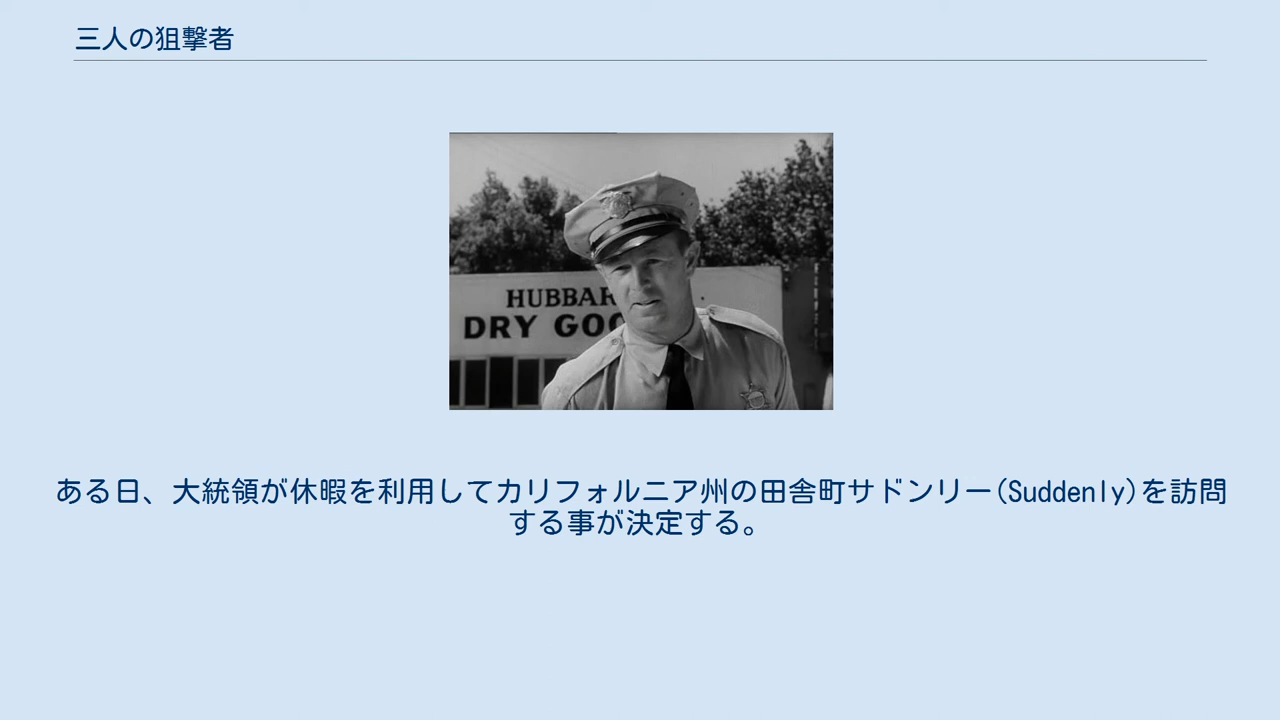 三人の狙撃者
HUBBAR
DRY GOO
ある日、大統領が休暇を利用してカリフォルニア州の田舎町サドンリー(Suddenly)を訪問
する事が決定する。